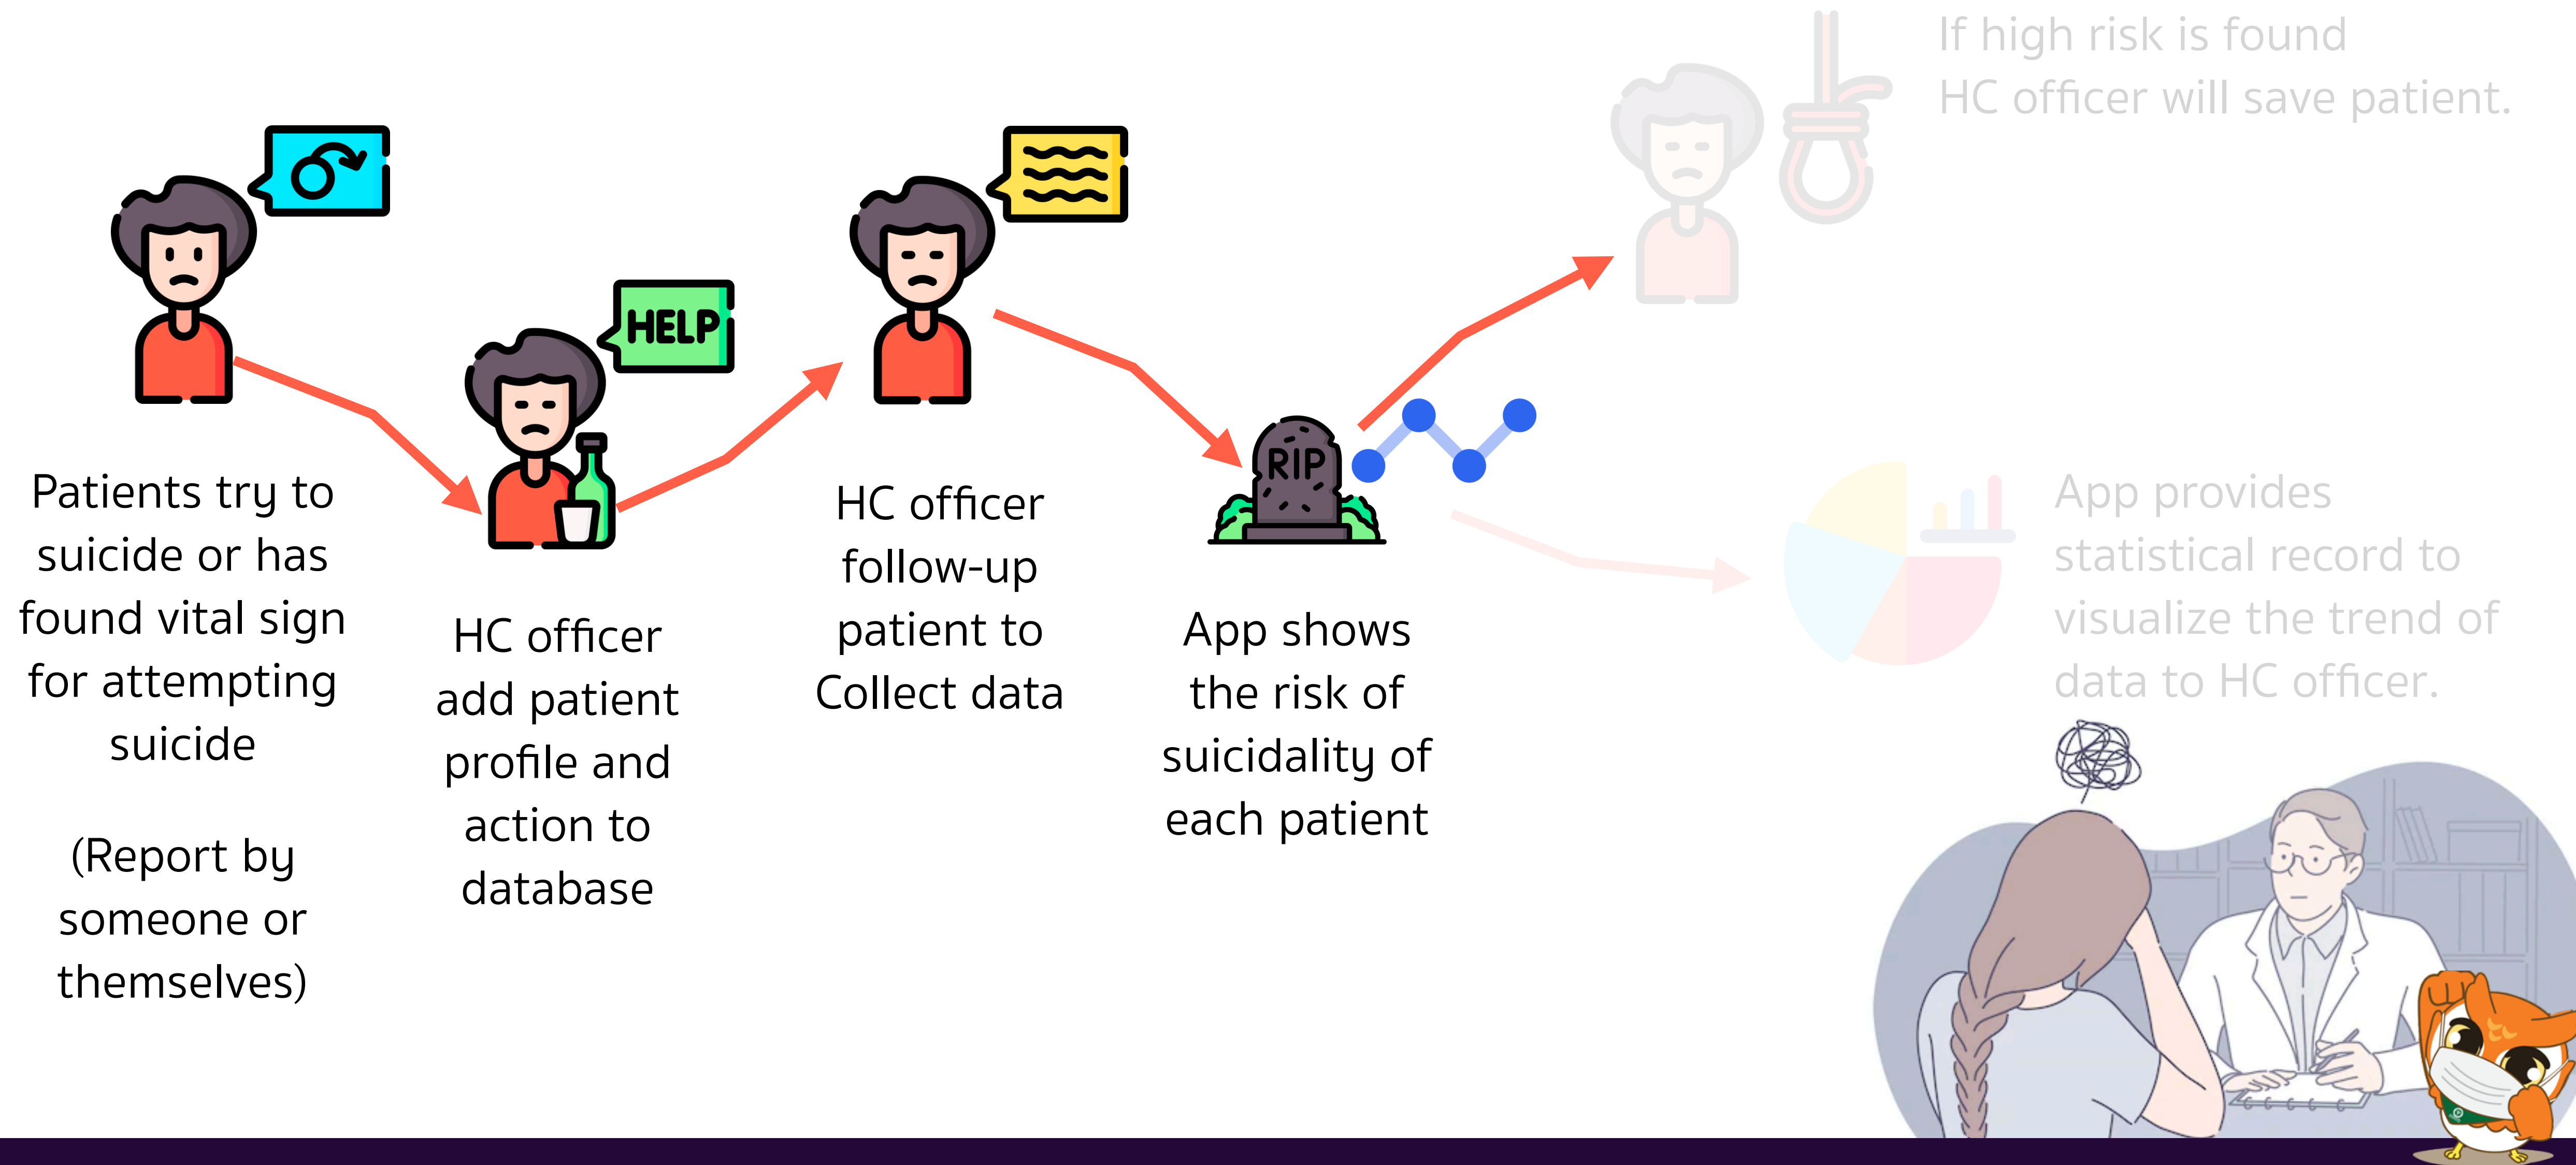 Patients try to
suicide or has
found vital sign
for attempting
suicide
(Report by
someone or
themselves)
HELP
HC officer
add patient
profile and
action to
database
HC officer
follow-up
patient to
Collect data
RIP
App shows
the risk of
suicidality of
each patient
If high risk is found
HC officer will save patient.
App provides
statistical record to
visualize the trend of
data to HC officer.